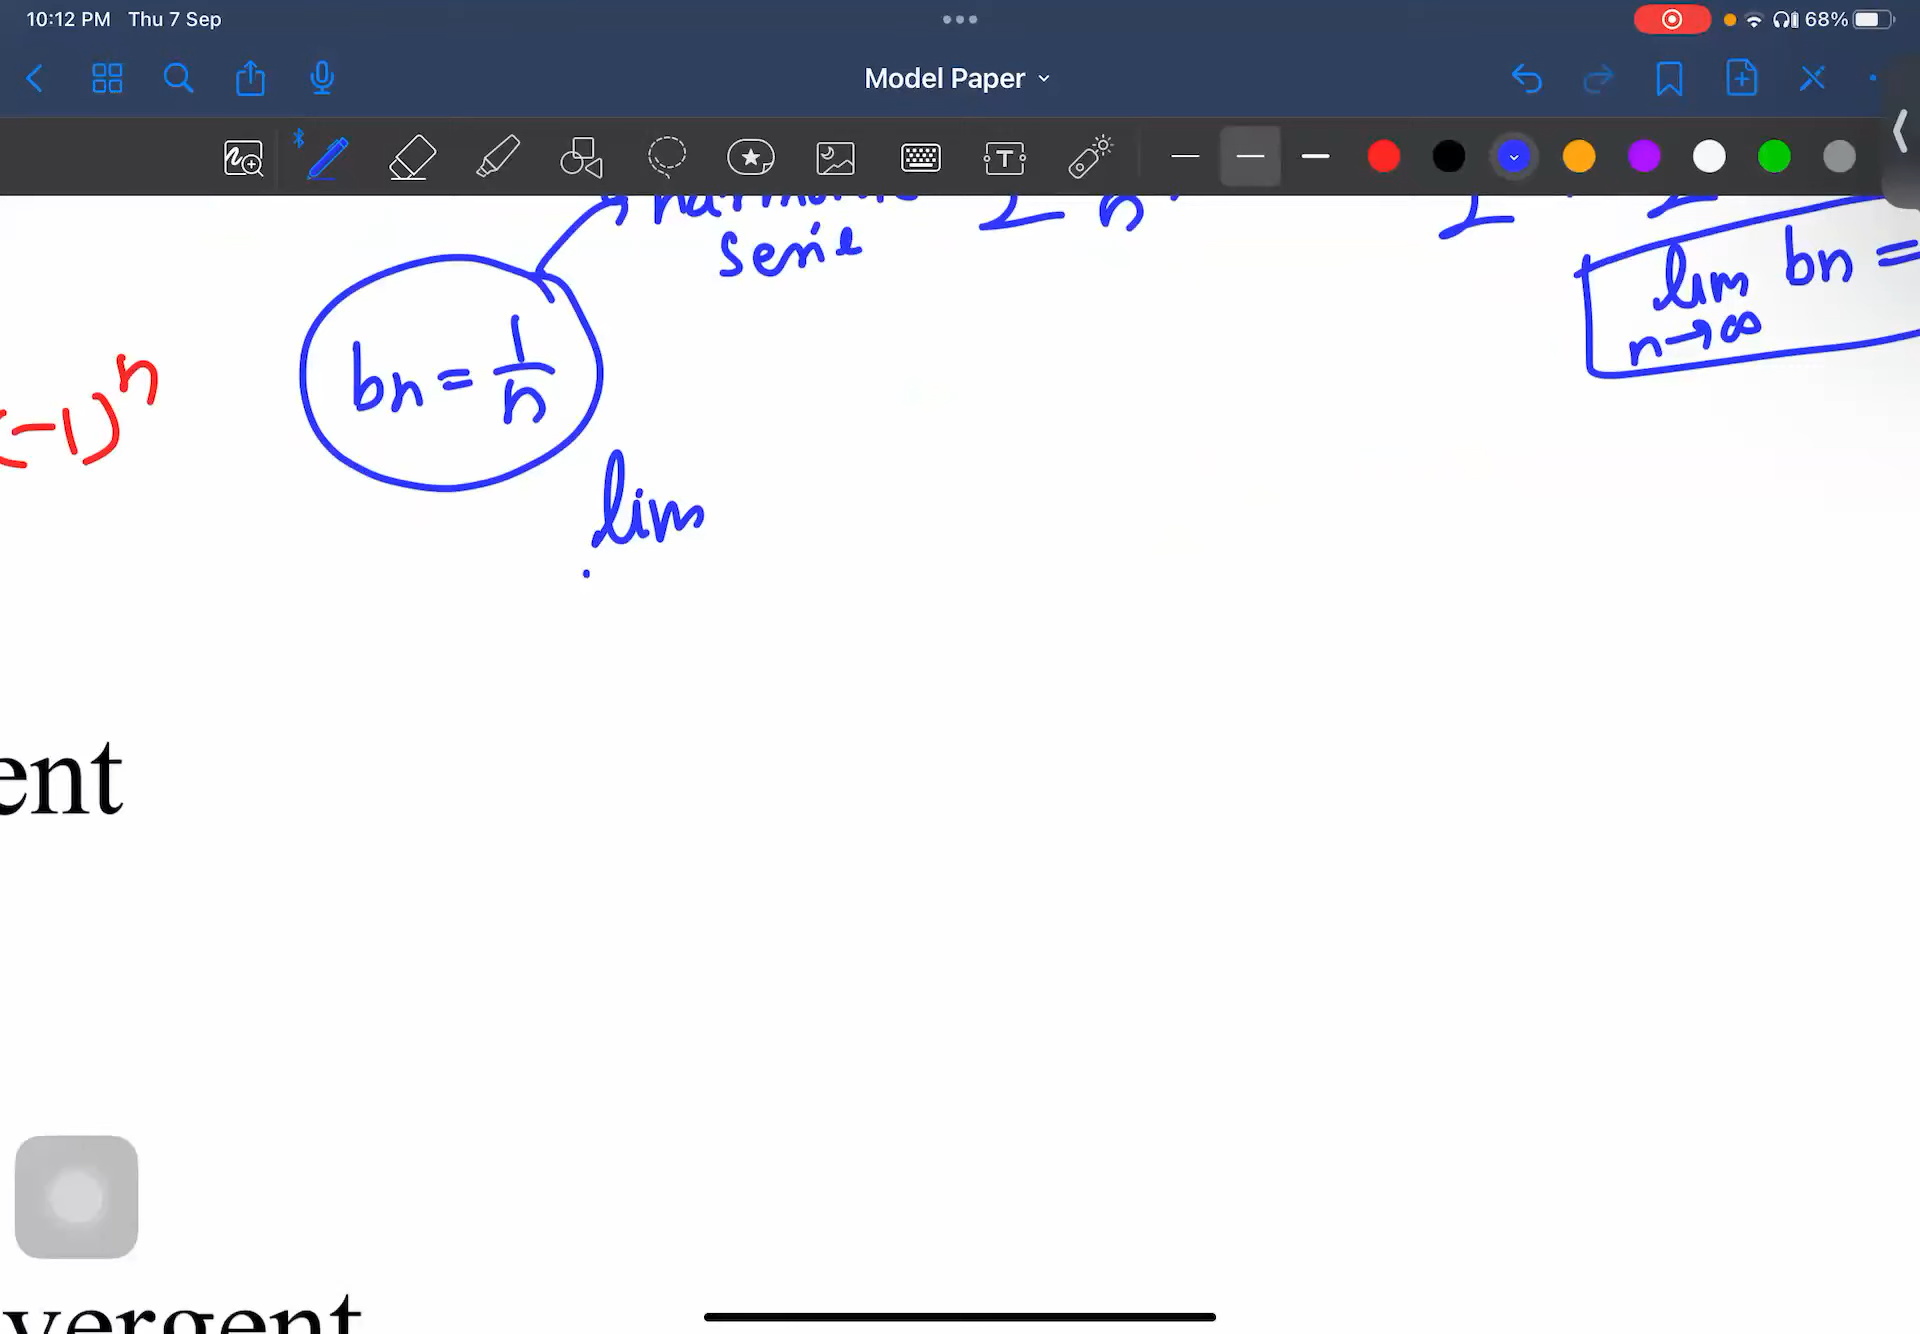 10:12 PM Thu 7 Sep
68%
Model Paper
T
serie
lim bn =
n→∞
bn = 1/n
(-1)^n
lim
ent
vergent